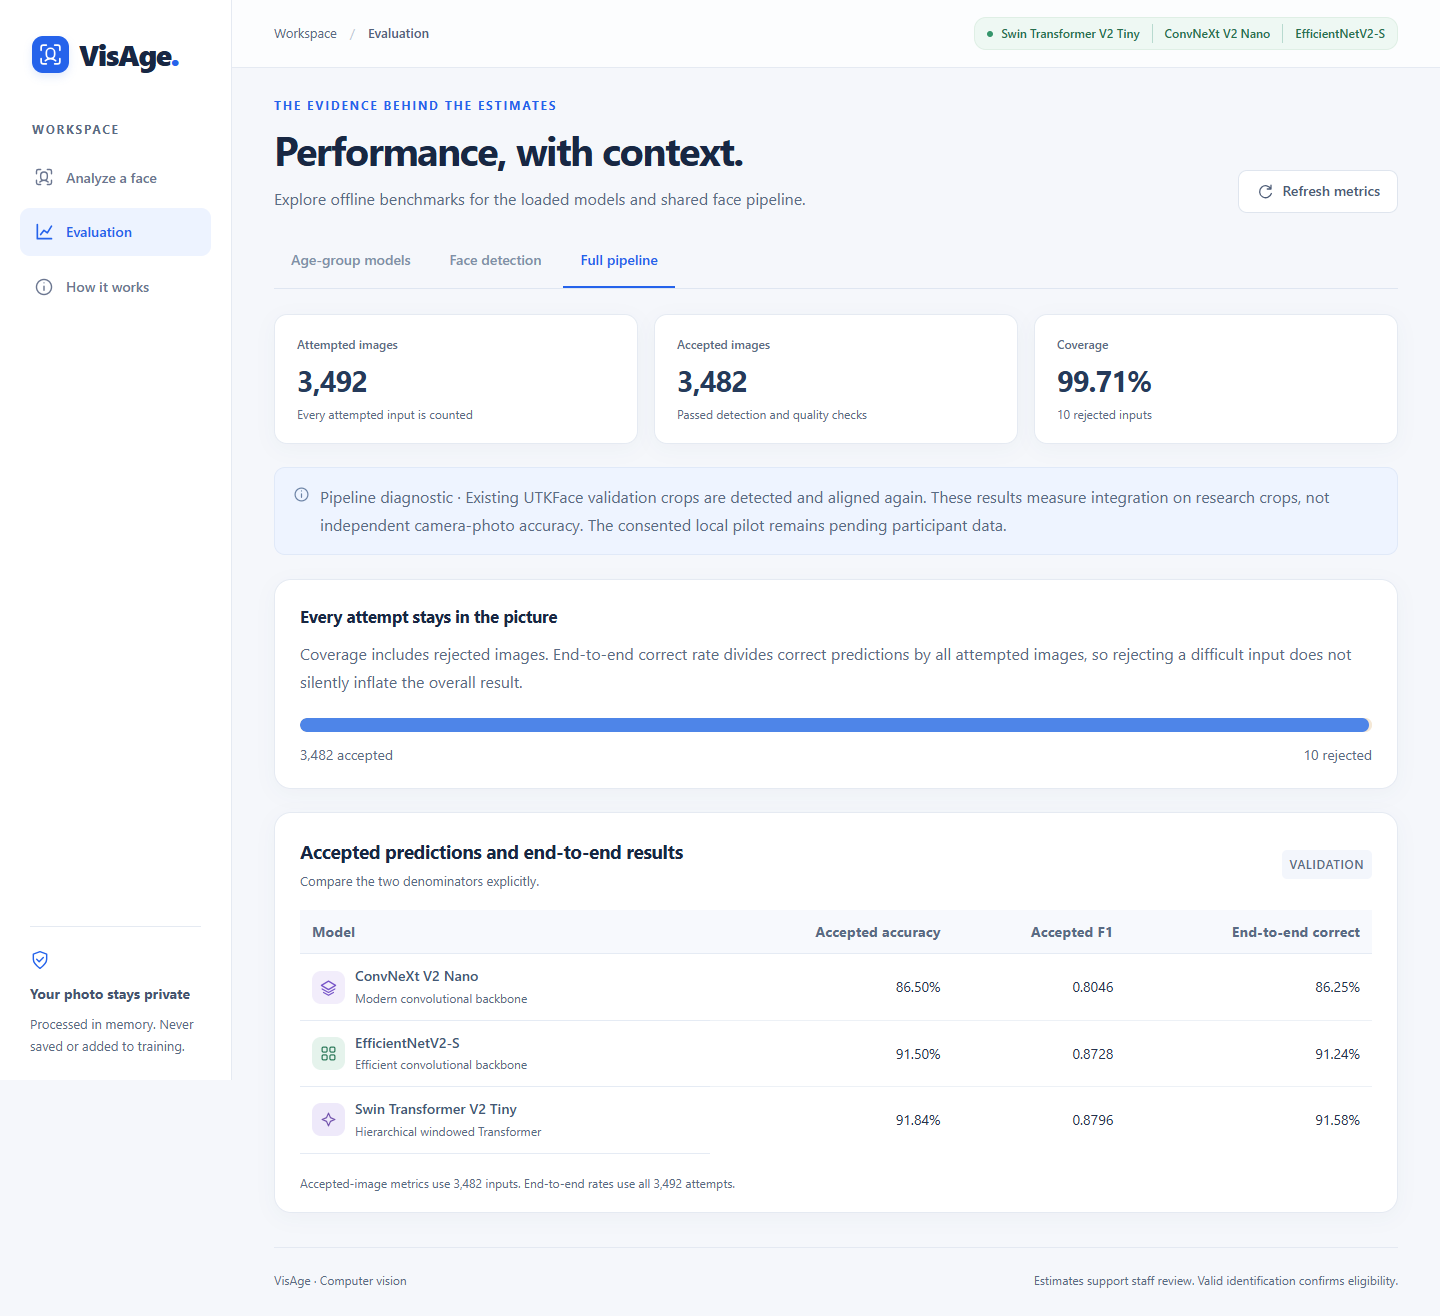 VisAge.
WORKSPACE
Analyze a face
Evaluation
How it works
Your photo stays private
Processed in memory. Never
saved or added to training.
Workspace / Evaluation
Swin Transformer V2 Tiny
ConvNeXt V2 Nano
EfficientNetV2-S
THE EVIDENCE BEHIND THE ESTIMATES
Performance, with context.
Explore offline benchmarks for the loaded models and shared face pipeline.
Refresh metrics
Age-group models
Face detection
Full pipeline
Attempted images
3,492
Every attempted input is counted
Accepted images
3,482
Passed detection and quality checks
Coverage
99.71%
10 rejected inputs
Pipeline diagnostic · Existing UTKFace validation crops are detected and aligned again. These results measure integration on research crops, not
independent camera-photo accuracy. The consented local pilot remains pending participant data.
Every attempt stays in the picture
Coverage includes rejected images. End-to-end correct rate divides correct predictions by all attempted images, so rejecting a difficult input does not
silently inflate the overall result.
3,482 accepted
10 rejected
Accepted predictions and end-to-end results
Compare the two denominators explicitly.
VALIDATION
Model Accepted accuracy Accepted F1 End-to-end correct
ConvNeXt V2 Nano
Modern convolutional backbone
86.50% 0.8046 86.25%
EfficientNetV2-S
Efficient convolutional backbone
91.50% 0.8728 91.24%
Swin Transformer V2 Tiny
Hierarchical windowed Transformer
91.84% 0.8796 91.58%
Accepted-image metrics use 3,482 inputs. End-to-end rates use all 3,492 attempts.
VisAge · Computer vision
Estimates support staff review. Valid identification confirms eligibility.